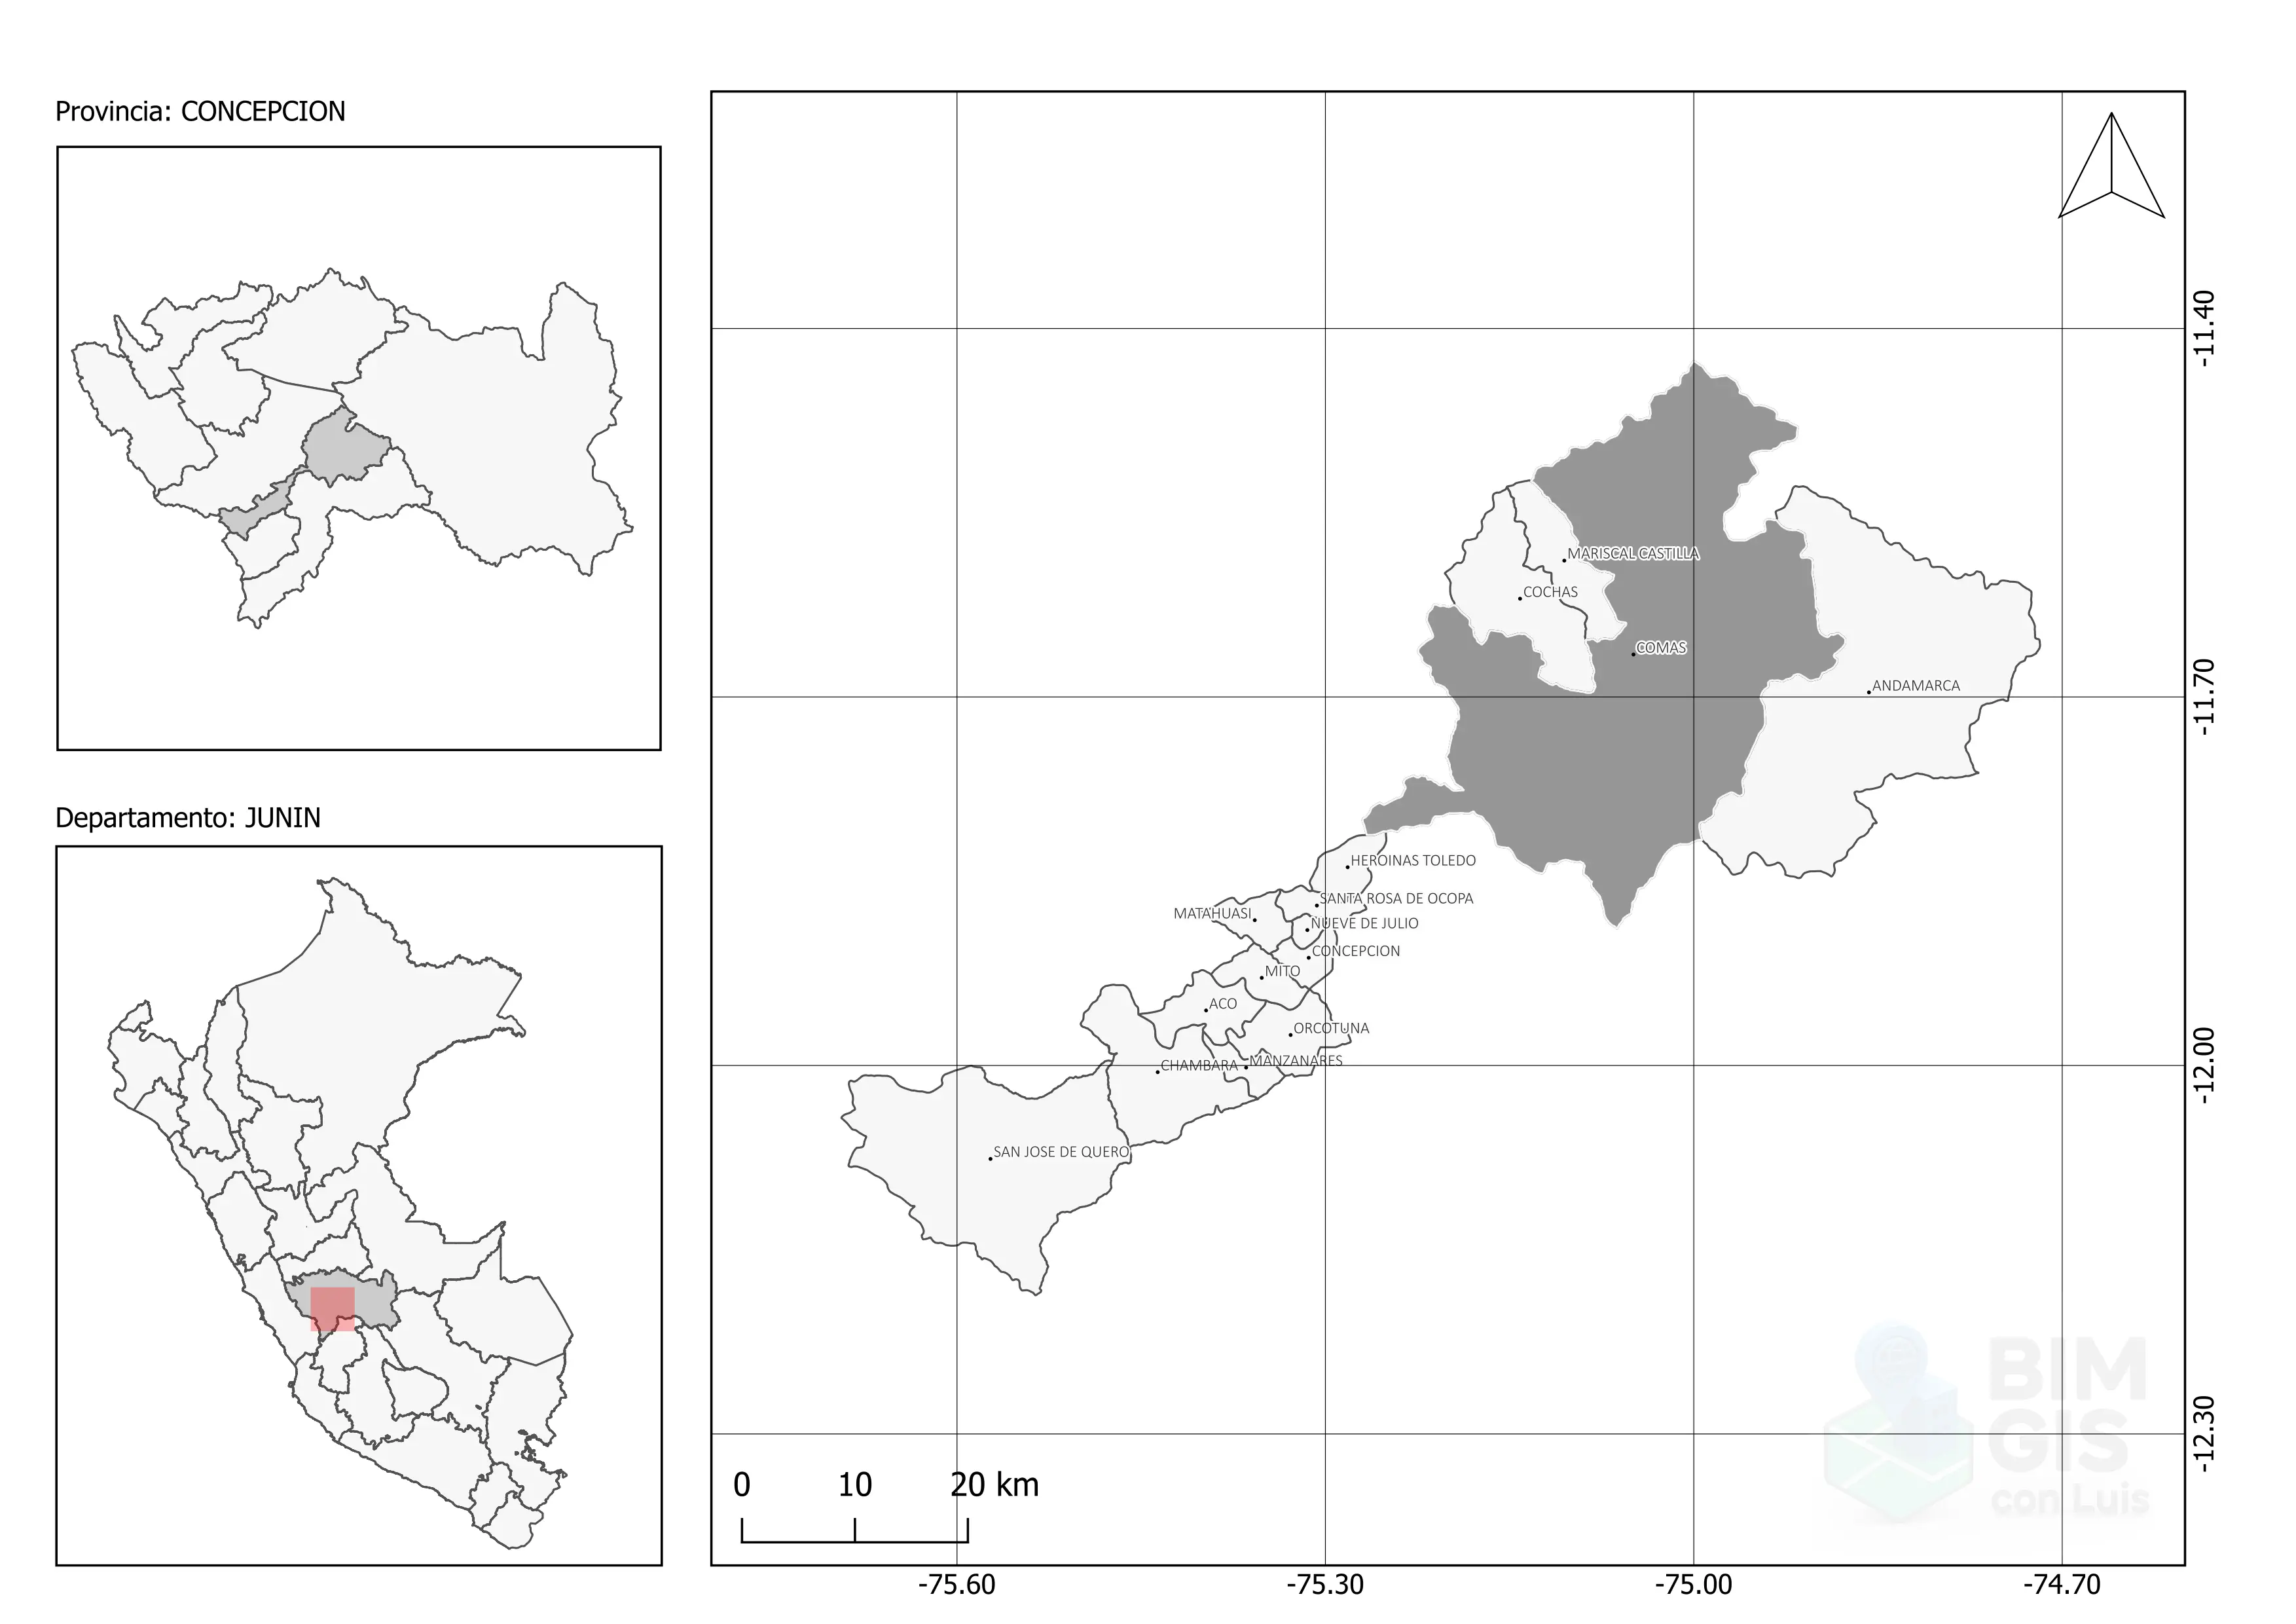 Provincia: CONCEPCION
Departamento: JUNIN
MARISCAL CASTILLA
COCHAS
COMAS
ANDAMARCA
HEROINAS TOLEDO
SANTA ROSA DE OCOPA
MATAHUASI
NUEVE DE JULIO
CONCEPCION
MITO
ACO
ORCOTUNA
MANZANARES
CHAMBARA
SAN JOSE DE QUERO
-11.40
-11.70
-12.00
-12.30
0 10 20 km
-75.60 -75.30 -75.00 -74.70
BIM
GIS
con Luis